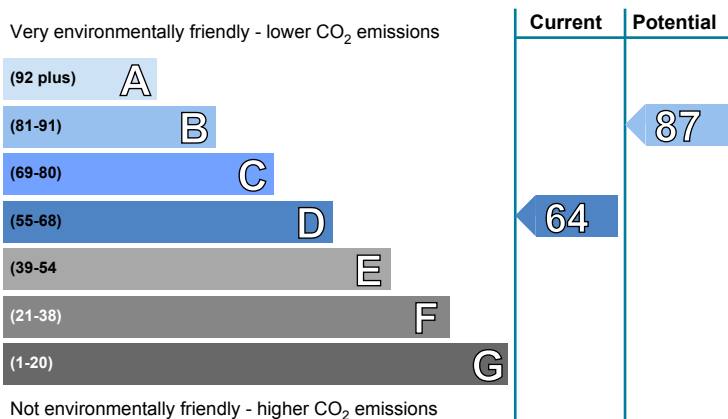 Current Potential
Very environmentally friendly - lower CO2 emissions
(92 plus) A
(81-91) B
87
(69-80) C
(55-68) D
64
(39-54 E
(21-38) F
(1-20) G
Not environmentally friendly - higher CO2 emissions